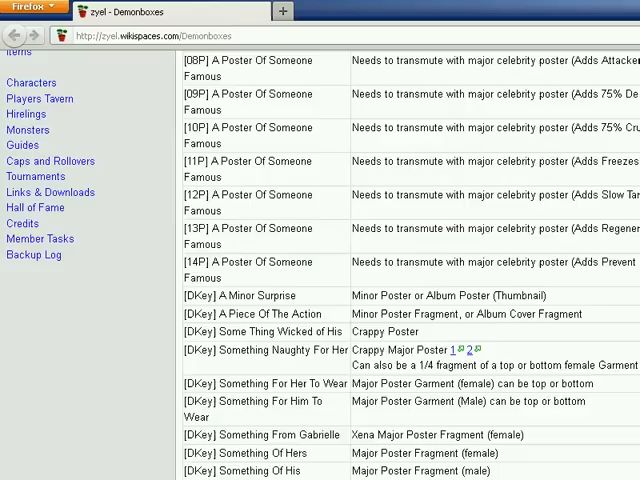 Firefox
zyel - Demonboxes
http://zyel.wikispaces.com/Demonboxes
Items
Characters
Players Tavern
Hirelings
Monsters
Guides
Caps and Rollovers
Tournaments
Links & Downloads
Hall of Fame
Credits
Member Tasks
Backup Log
[08P] A Poster Of Someone Needs to transmute with major celebrity poster (Adds Attacke
Famous
[09P] A Poster Of Someone Needs to transmute with major celebrity poster (Adds 75% De
Famous
[10P] A Poster Of Someone Needs to transmute with major celebrity poster (Adds 75% Cru
Famous
[11P] A Poster Of Someone Needs to transmute with major celebrity poster (Adds Freezes
Famous
[12P] A Poster Of Someone Needs to transmute with major celebrity poster (Adds Slow Tar
Famous
[13P] A Poster Of Someone Needs to transmute with major celebrity poster (Adds Regener
Famous
[14P] A Poster Of Someone Needs to transmute with major celebrity poster (Adds Prevent
Famous
[DKey] A Minor Surprise Minor Poster or Album Poster (Thumbnail)
[DKey] A Piece Of The Action Minor Poster Fragment, or Album Cover Fragment
[DKey] Some Thing Wicked of His Crappy Poster
[DKey] Something Naughty For Her Crappy Major Poster 1 2
Can also be a 1/4 fragment of a top or bottom female Garment
[DKey] Something For Her To Wear Major Poster Garment (female) can be top or bottom
[DKey] Something For Him To Major Poster Garment (Male) can be top or bottom
Wear
[DKey] Something From Gabrielle Xena Major Poster Fragment (female)
[DKey] Something Of Hers Major Poster Fragment (female)
[DKey] Something Of His Major Poster Fragment (male)